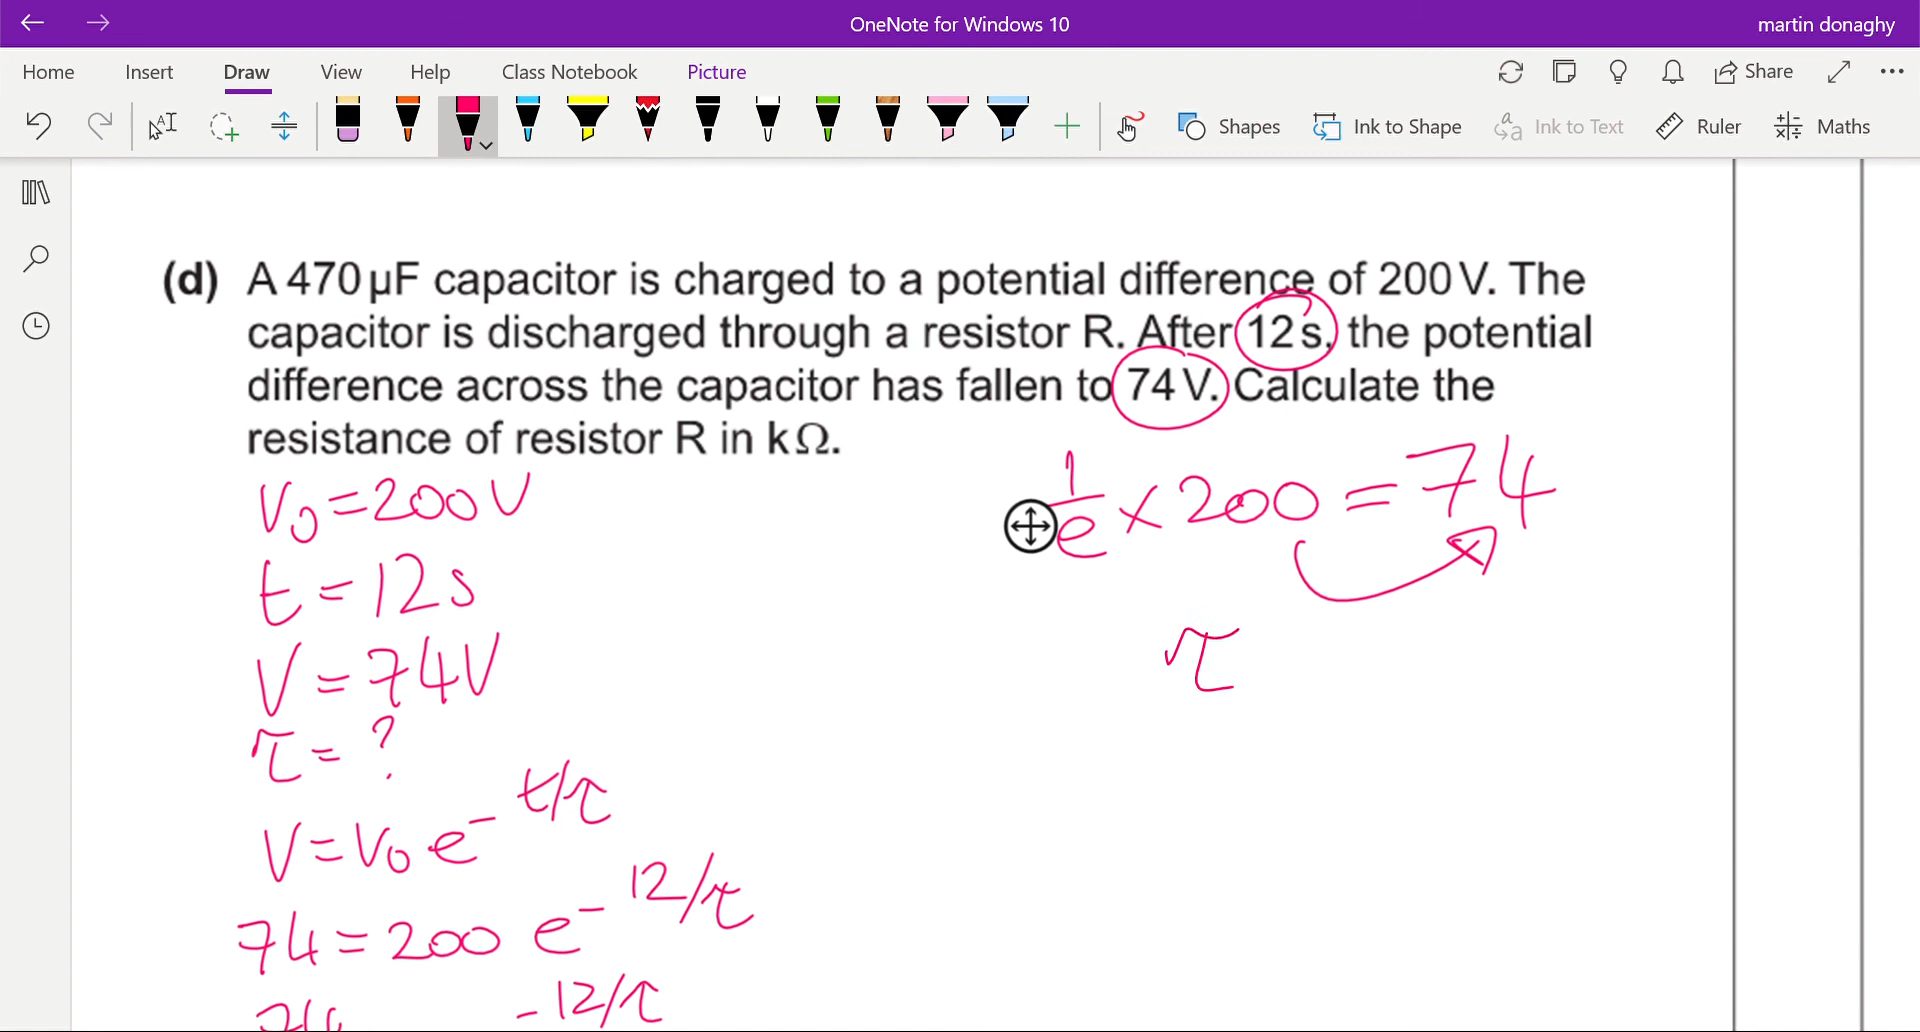 OneNote for Windows 10
martin donaghy
Home Insert Draw View Help Class Notebook Picture
Share
Shapes Ink to Shape Ink to Text Ruler Maths
(d) A 470 µF capacitor is charged to a potential difference of 200 V. The
capacitor is discharged through a resistor R. After 12 s, the potential
difference across the capacitor has fallen to 74 V. Calculate the
resistance of resistor R in kΩ.
V₀ = 200V
t = 12s
V = 74V
τ = ?
V = V₀ e^- t/τ
74 = 200 e^- 12/τ
74 - 12/τ
1/e × 200 = 74
τ